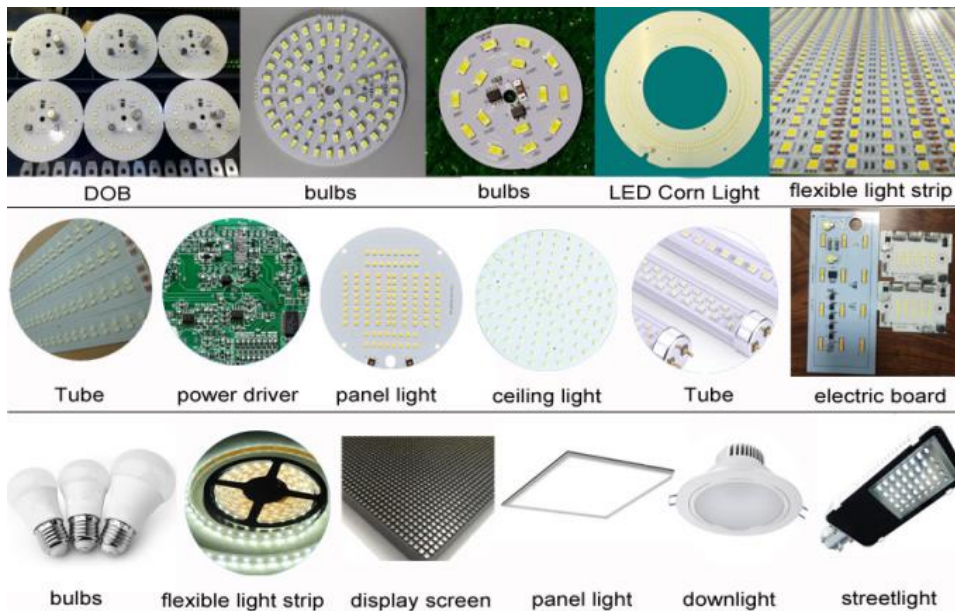 DOB
bulbs
bulbs
LED Corn Light
flexible light strip
Tube
power driver
panel light
ceiling light
Tube
electric board
bulbs
flexible light strip
display screen
panel light
downlight
streetlight